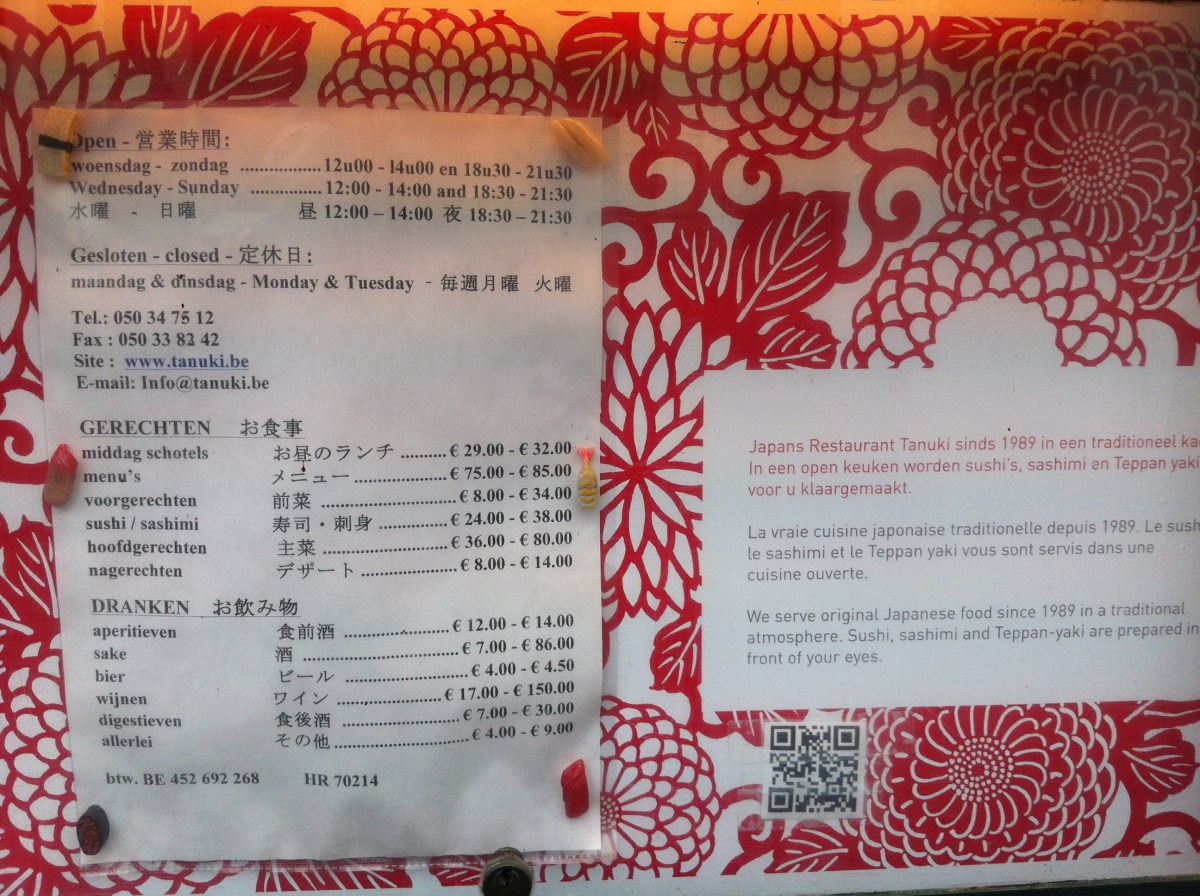 Open - 営業時間:
woensdag - zondag ..................... 12u00 - 14u00 en 18u30 - 21u30
Wednesday - Sunday .................. 12:00 - 14:00 and 18:30 - 21:30
水曜 - 日曜 昼 12:00 – 14:00 夜 18:30 – 21:30
Gesloten - closed - 定休日:
maandag & dinsdag - Monday & Tuesday - 毎週月曜 火曜
Tel.: 050 34 75 12
Fax : 050 33 82 42
Site : www.tanuki.be
E-mail: Info@tanuki.be
GERECHTEN お食事
middag schotels お昼のランチ .......... € 29.00 - € 32.00
menu's メニュー .................... € 75.00 - € 85.00
voorgerechten 前菜 .............................. € 8.00 - € 34.00
sushi / sashimi 寿司・刺身 ............... € 24.00 - € 38.00
hoofdgerechten 主菜 ........................... € 36.00 - € 80.00
nagerechten デザート ..................... € 8.00 - € 14.00
DRANKEN お飲み物
aperitieven 食前酒 ....................... € 12.00 - € 14.00
sake 酒 .................................. € 7.00 - € 86.00
bier ビール ........................... € 4.00 - € 4.50
wijnen ワイン ....................... € 17.00 - € 150.00
digestieven 食後酒 ......................... € 7.00 - € 30.00
allerlei その他 ............................. € 4.00 - € 9.00
btw. BE 452 692 268 HR 70214
Japans Restaurant Tanuki sinds 1989 in een traditioneel
In een open keuken worden sushi's, sashimi en Teppan yaki
voor u klaargemaakt.
La vraie cuisine japonaise traditionelle depuis 1989. Le
le sashimi et le Teppan yaki vous sont servis dans une
cuisine ouverte.
We serve original Japanese food since 1989 in a traditional
atmosphere. Sushi, sashimi and Teppan-yaki are prepared in
front of your eyes.